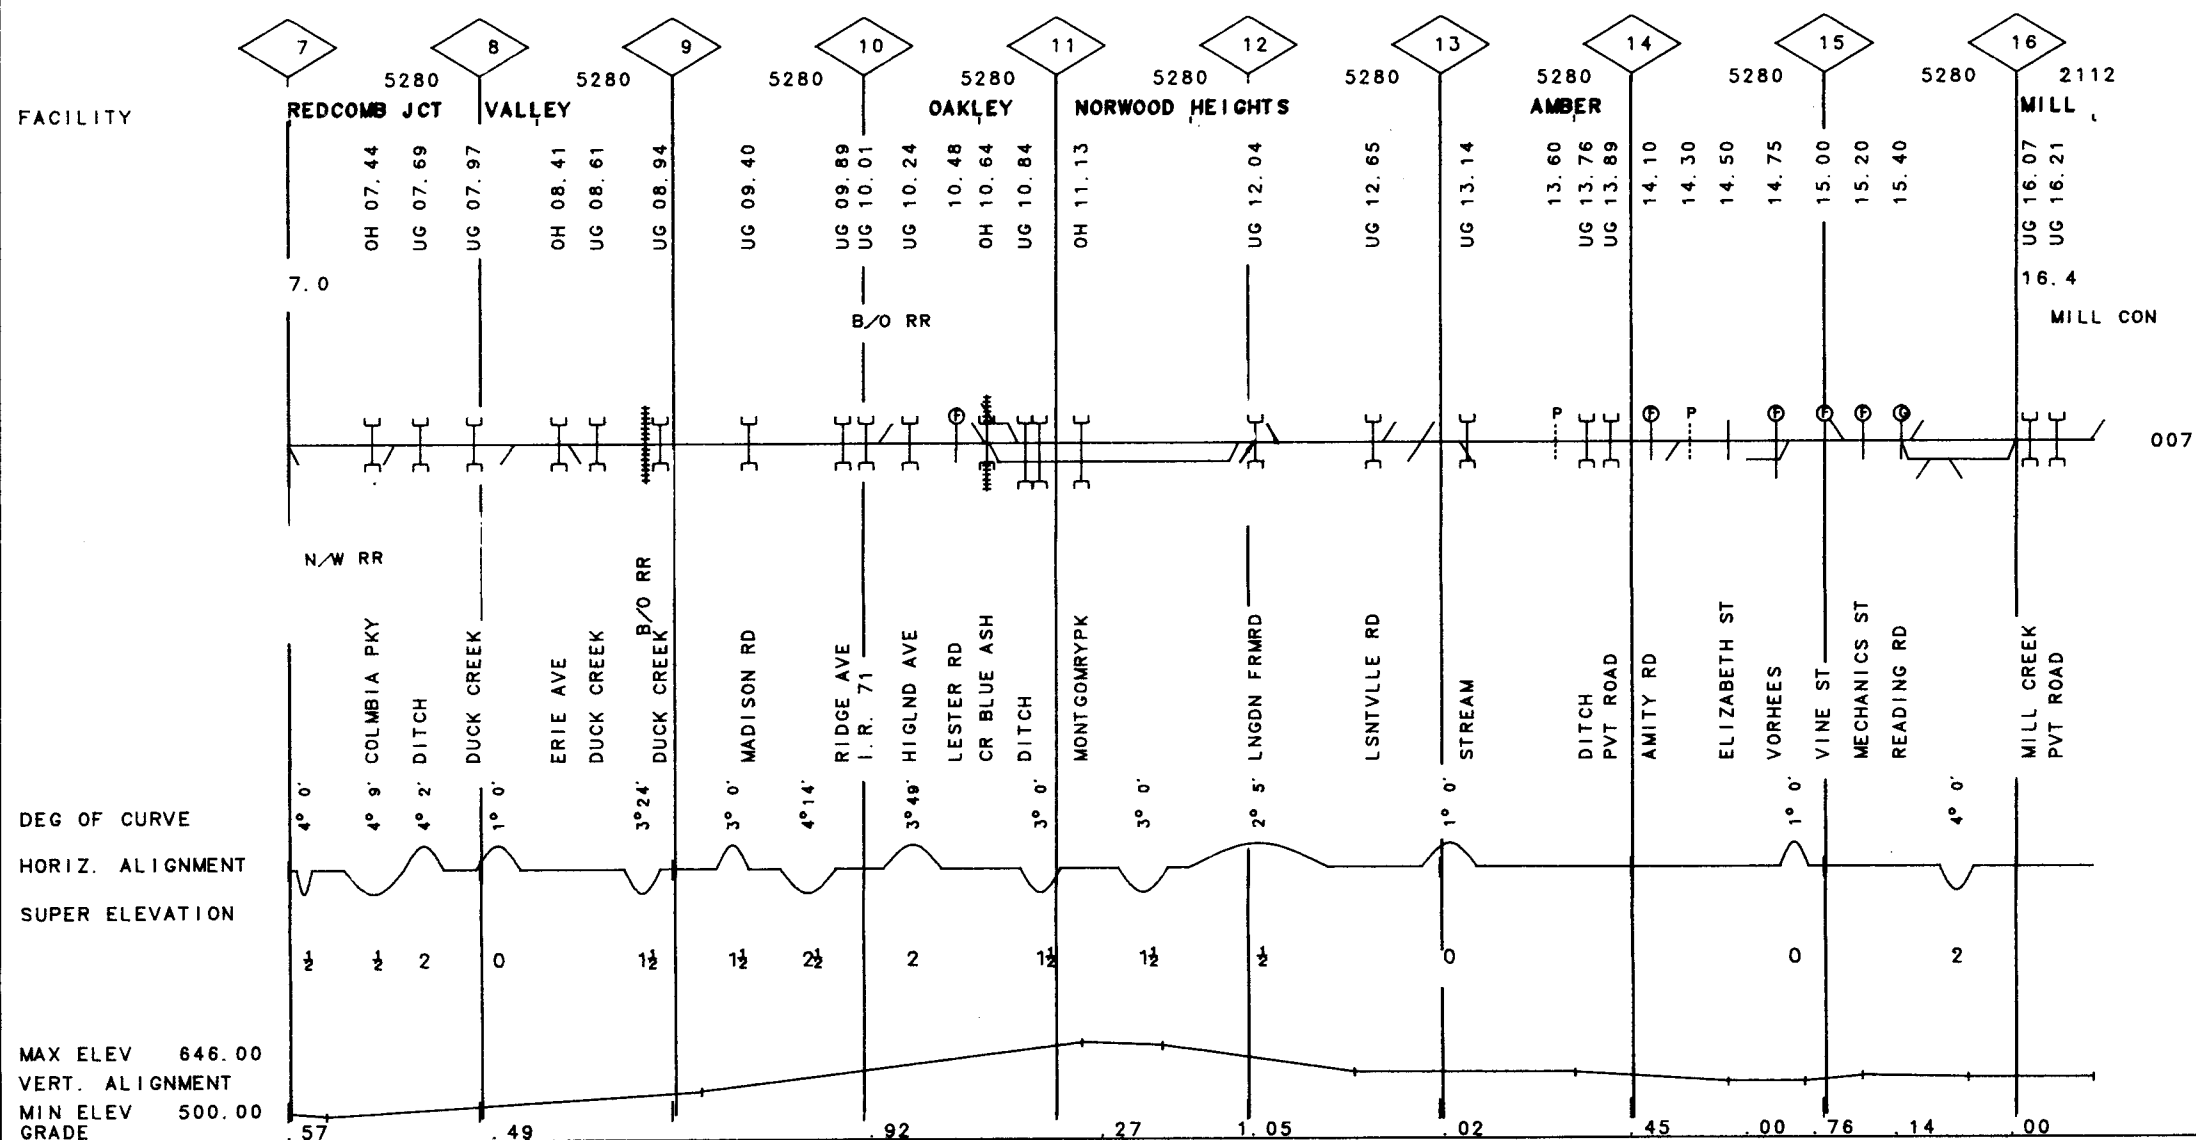 7 8 9 10 11 12 13 14 15 16
5280 5280 5280 5280 5280 5280 5280 5280 5280 2112
FACILITY REDCOMB JCT VALLEY OAKLEY NORWOOD HEIGHTS AMBER MILL
OH 07.44
UG 07.69
UG 07.97
OH 08.41
UG 08.61
UG 08.94
UG 09.40
UG 09.89
UG 10.01
UG 10.24
10.48
OH 10.64
UG 10.84
OH 11.13
UG 12.04
UG 12.65
UG 13.14
13.60
UG 13.76
UG 13.89
14.10
14.30
14.50
14.75
15.00
15.20
15.40
UG 16.07
UG 16.21
7.0 16.4
B/O RR MILL CON
F P F P F F F G
007
N/W RR
COLMBIA PKY
DITCH
DUCK CREEK
ERIE AVE
DUCK CREEK
B/O RR
DUCK CREEK
MADISON RD
RIDGE AVE
I.R. 71
HIGLND AVE
LESTER RD
CR BLUE ASH
DITCH
MONTGOMRYPK
LNGDN FRMRD
LSNTVLLE RD
STREAM
DITCH
PVT ROAD
AMITY RD
ELIZABETH ST
VORHEES
VINE ST
MECHANICS ST
READING RD
MILL CREEK
PVT ROAD
DEG OF CURVE 4° 0' 4° 9' 4° 2' 1° 0' 3°24' 3° 0' 4°14' 3°49' 3° 0' 3° 0' 2° 5' 1° 0' 1° 0' 4° 0'
HORIZ. ALIGNMENT
SUPER ELEVATION
½ ½ 2 0 1½ 1½ 2½ 2 1½ 1½ ½ 0 0 2
MAX ELEV 646.00
VERT. ALIGNMENT
MIN ELEV 500.00
GRADE .57 .49 .92 .27 1.05 .02 .45 .00 .76 .14 .00